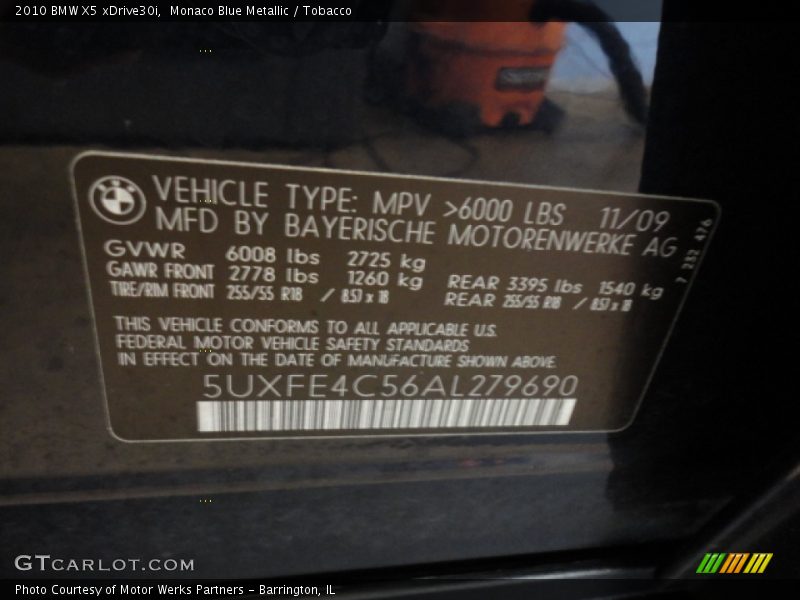 2010 BMW X5 xDrive30i, Monaco Blue Metallic / Tobacco
VEHICLE TYPE: MPV >6000 LBS 11/09
MFD BY BAYERISCHE MOTORENWERKE AG
GVWR 6008 lbs 2725 kg
GAWR FRONT 2778 lbs 1260 kg REAR 3395 lbs 1540 kg
TIRE/RIM FRONT 255/55 R18 / 8.5J x 18 REAR 255/55 R18 / 8.5J x 18
7 232 476
THIS VEHICLE CONFORMS TO ALL APPLICABLE U.S.
FEDERAL MOTOR VEHICLE SAFETY STANDARDS
IN EFFECT ON THE DATE OF MANUFACTURE SHOWN ABOVE.
5UXFE4C56AL279690
GTCARLOT.COM
Photo Courtesy of Motor Werks Partners - Barrington, IL